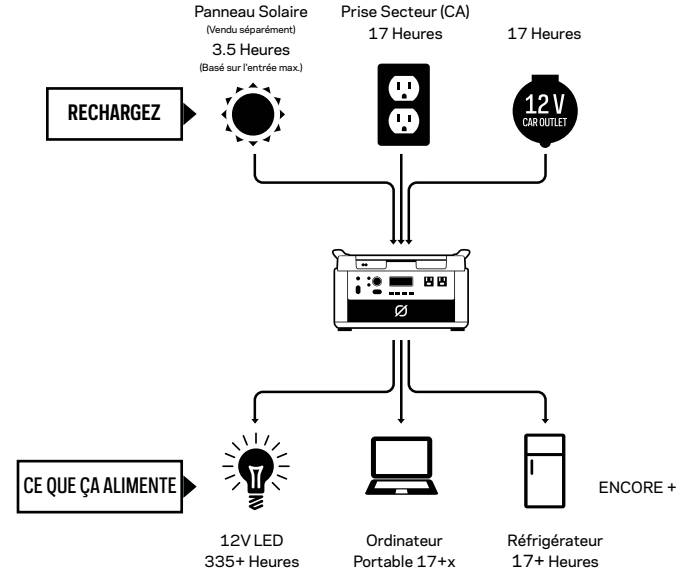 Panneau Solaire
(Vendu séparément)
3.5 Heures
(Basé sur l'entrée max.)
Prise Secteur (CA)
17 Heures
17 Heures
RECHARGEZ
12 V
CAR OUTLET
CE QUE ÇA ALIMENTE
ENCORE +
12V LED
335+ Heures
Ordinateur
Portable 17+x
Réfrigérateur
17+ Heures